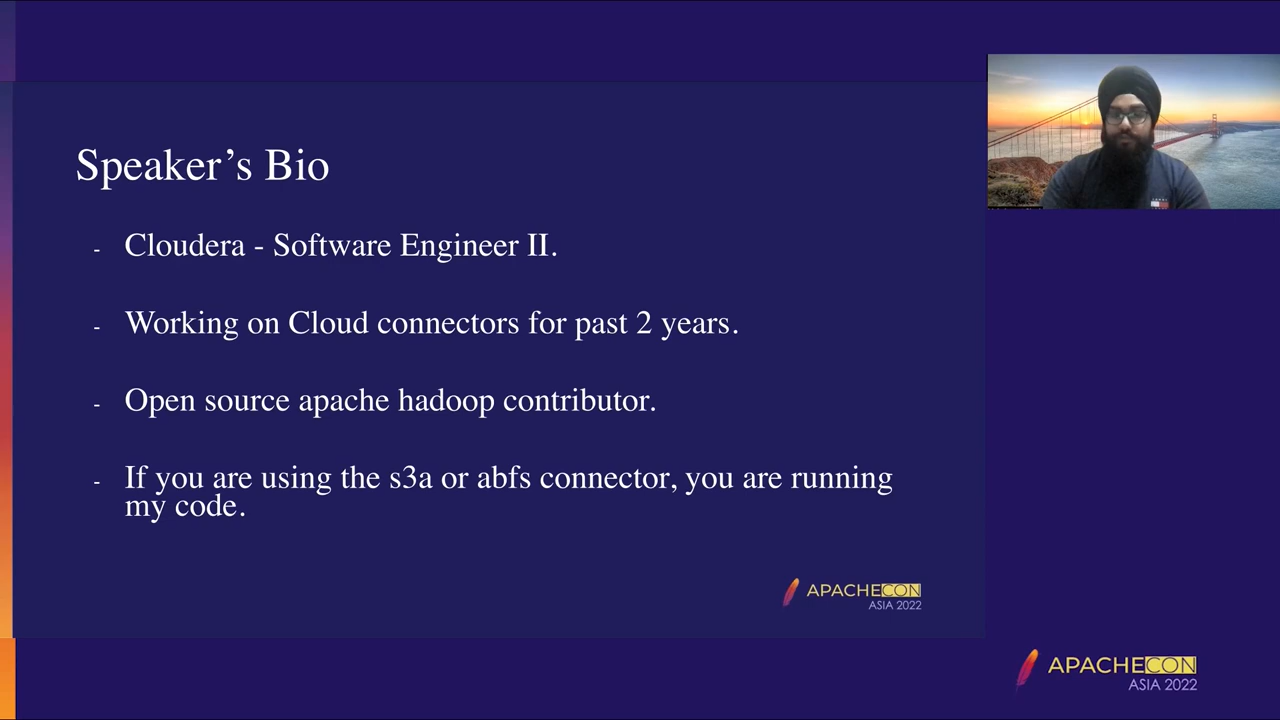 Speaker’s Bio
- Cloudera - Software Engineer II.
- Working on Cloud connectors for past 2 years.
- Open source apache hadoop contributor.
- If you are using the s3a or abfs connector, you are running
my code.
APACHECON
ASIA 2022
APACHECON
ASIA 2022